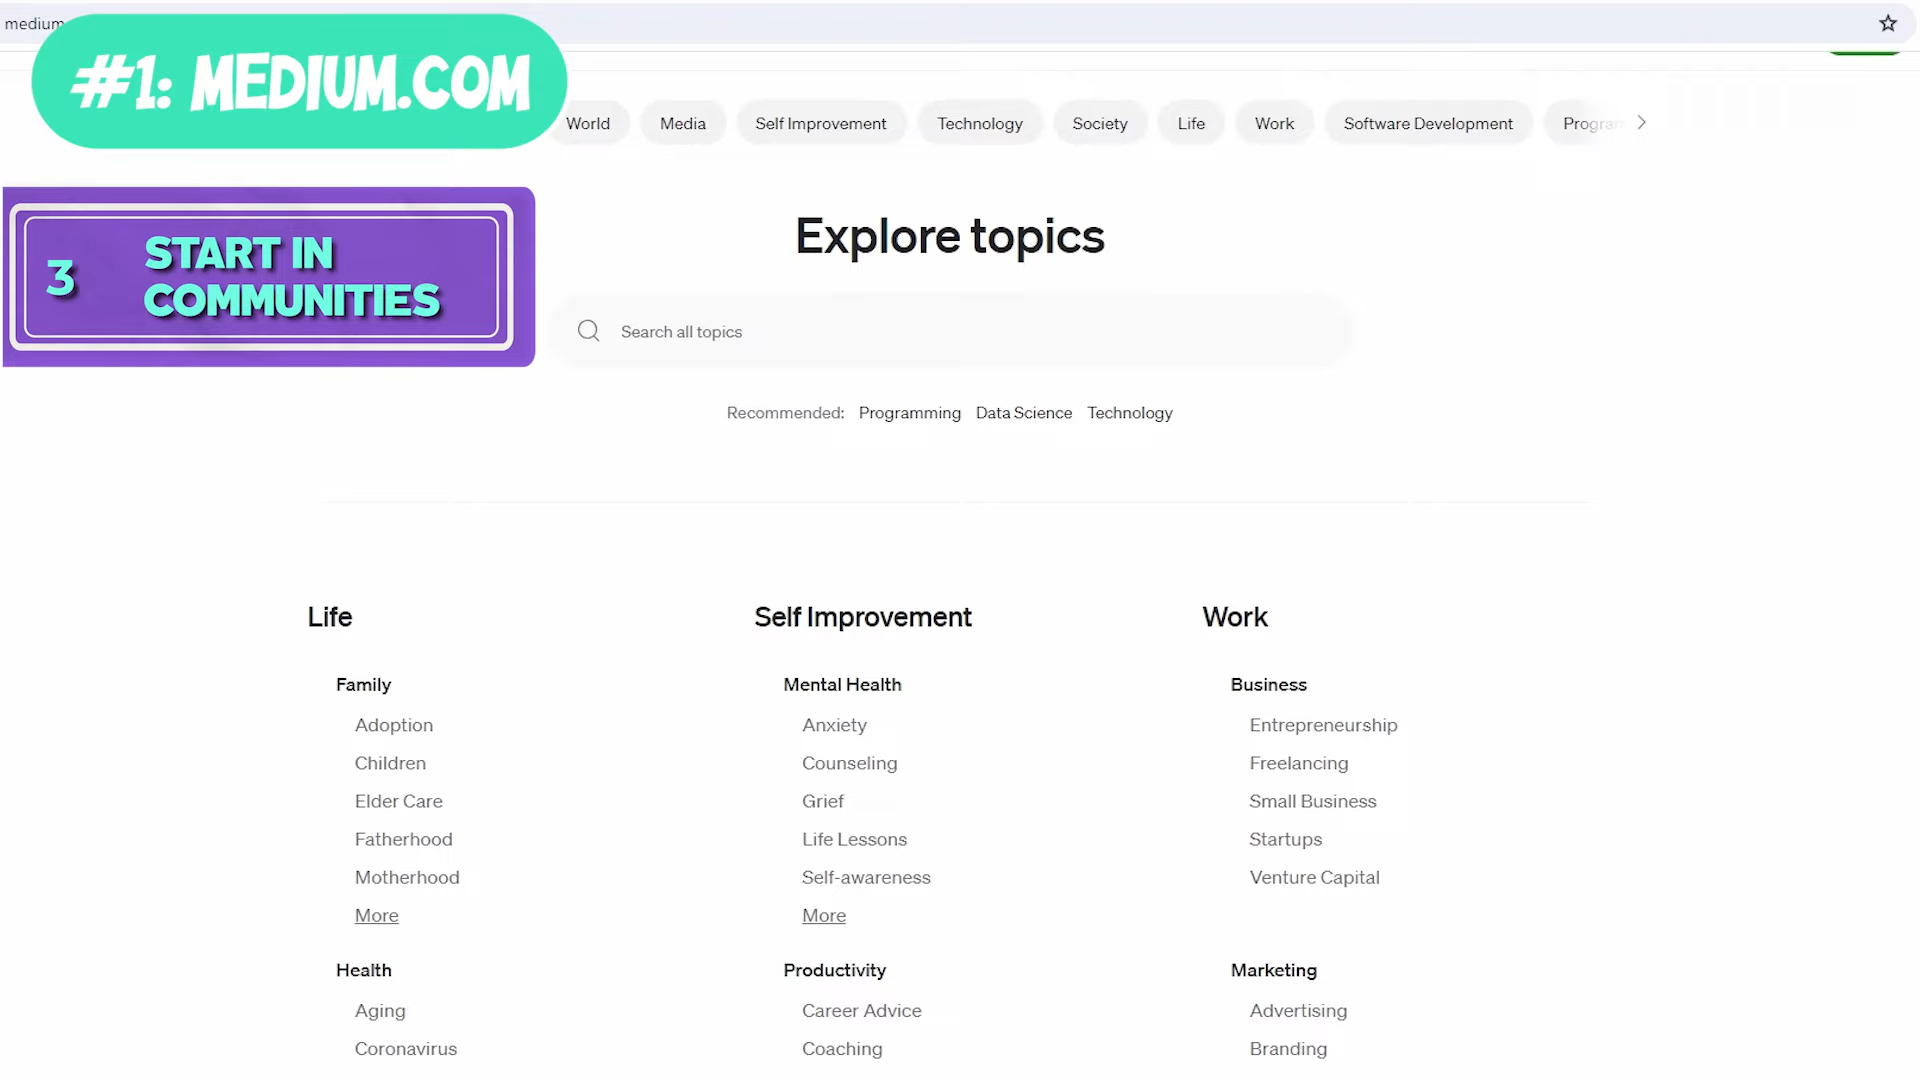 medium
#1: MEDIUM.COM
World Media Self Improvement Technology Society Life Work Software Development Program
3 START IN
COMMUNITIES
Explore topics
Search all topics
Recommended: Programming Data Science Technology
Life
Family
Adoption
Children
Elder Care
Fatherhood
Motherhood
More
Health
Aging
Coronavirus
Self Improvement
Mental Health
Anxiety
Counseling
Grief
Life Lessons
Self-awareness
More
Productivity
Career Advice
Coaching
Work
Business
Entrepreneurship
Freelancing
Small Business
Startups
Venture Capital
Marketing
Advertising
Branding